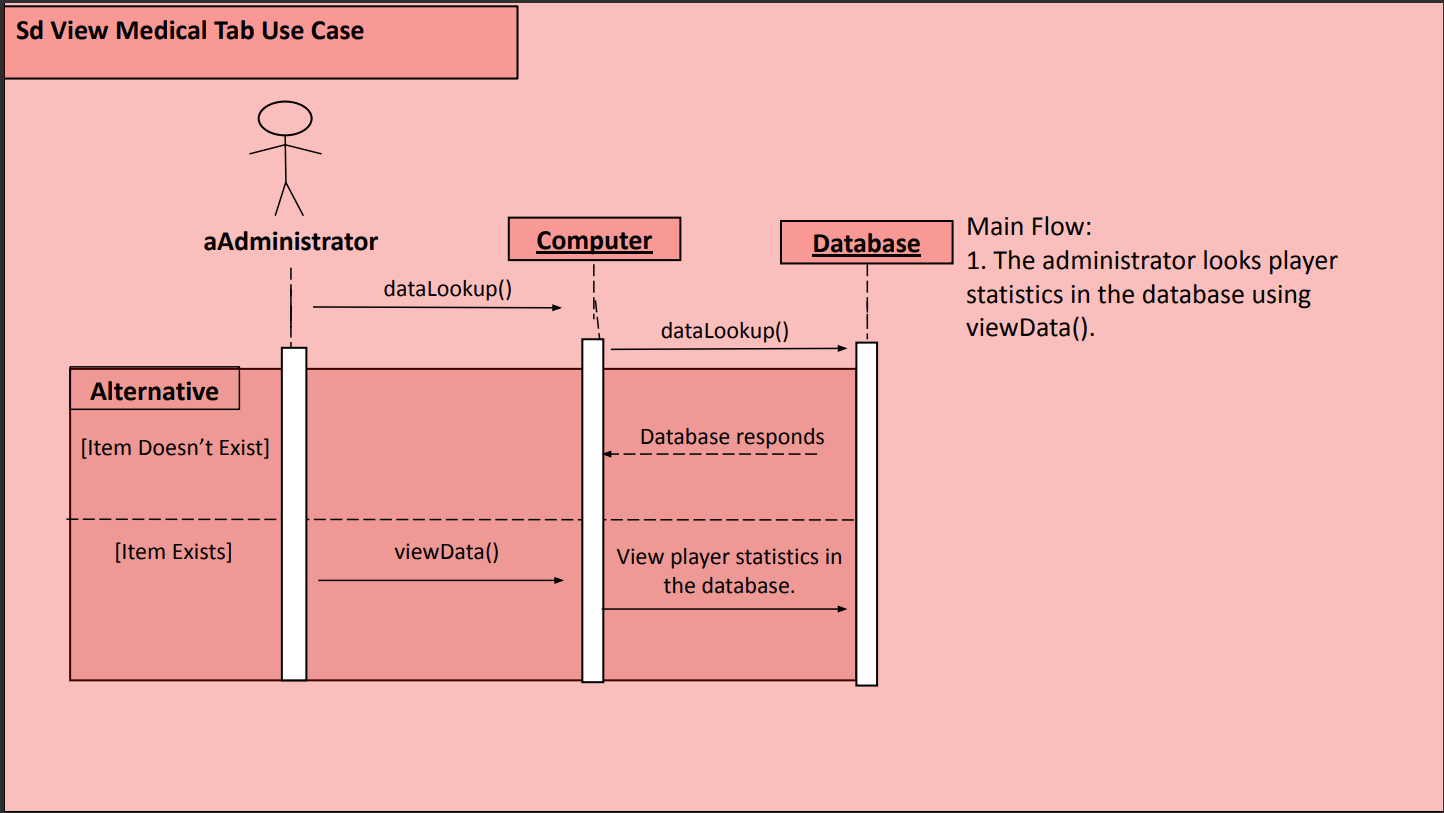 Sd View Medical Tab Use Case
aAdministrator
Computer
Database
Main Flow:
1. The administrator looks player
statistics in the database using
viewData().
dataLookup()
dataLookup()
Alternative
[Item Doesn’t Exist]
Database responds
[Item Exists]
viewData()
View player statistics in
the database.